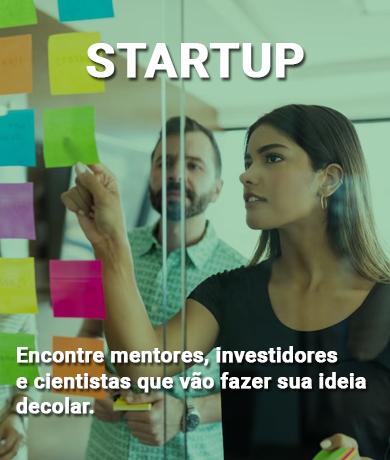 STARTUP
Encontre mentores, investidores
e cientistas que vão fazer sua ideia
decolar.